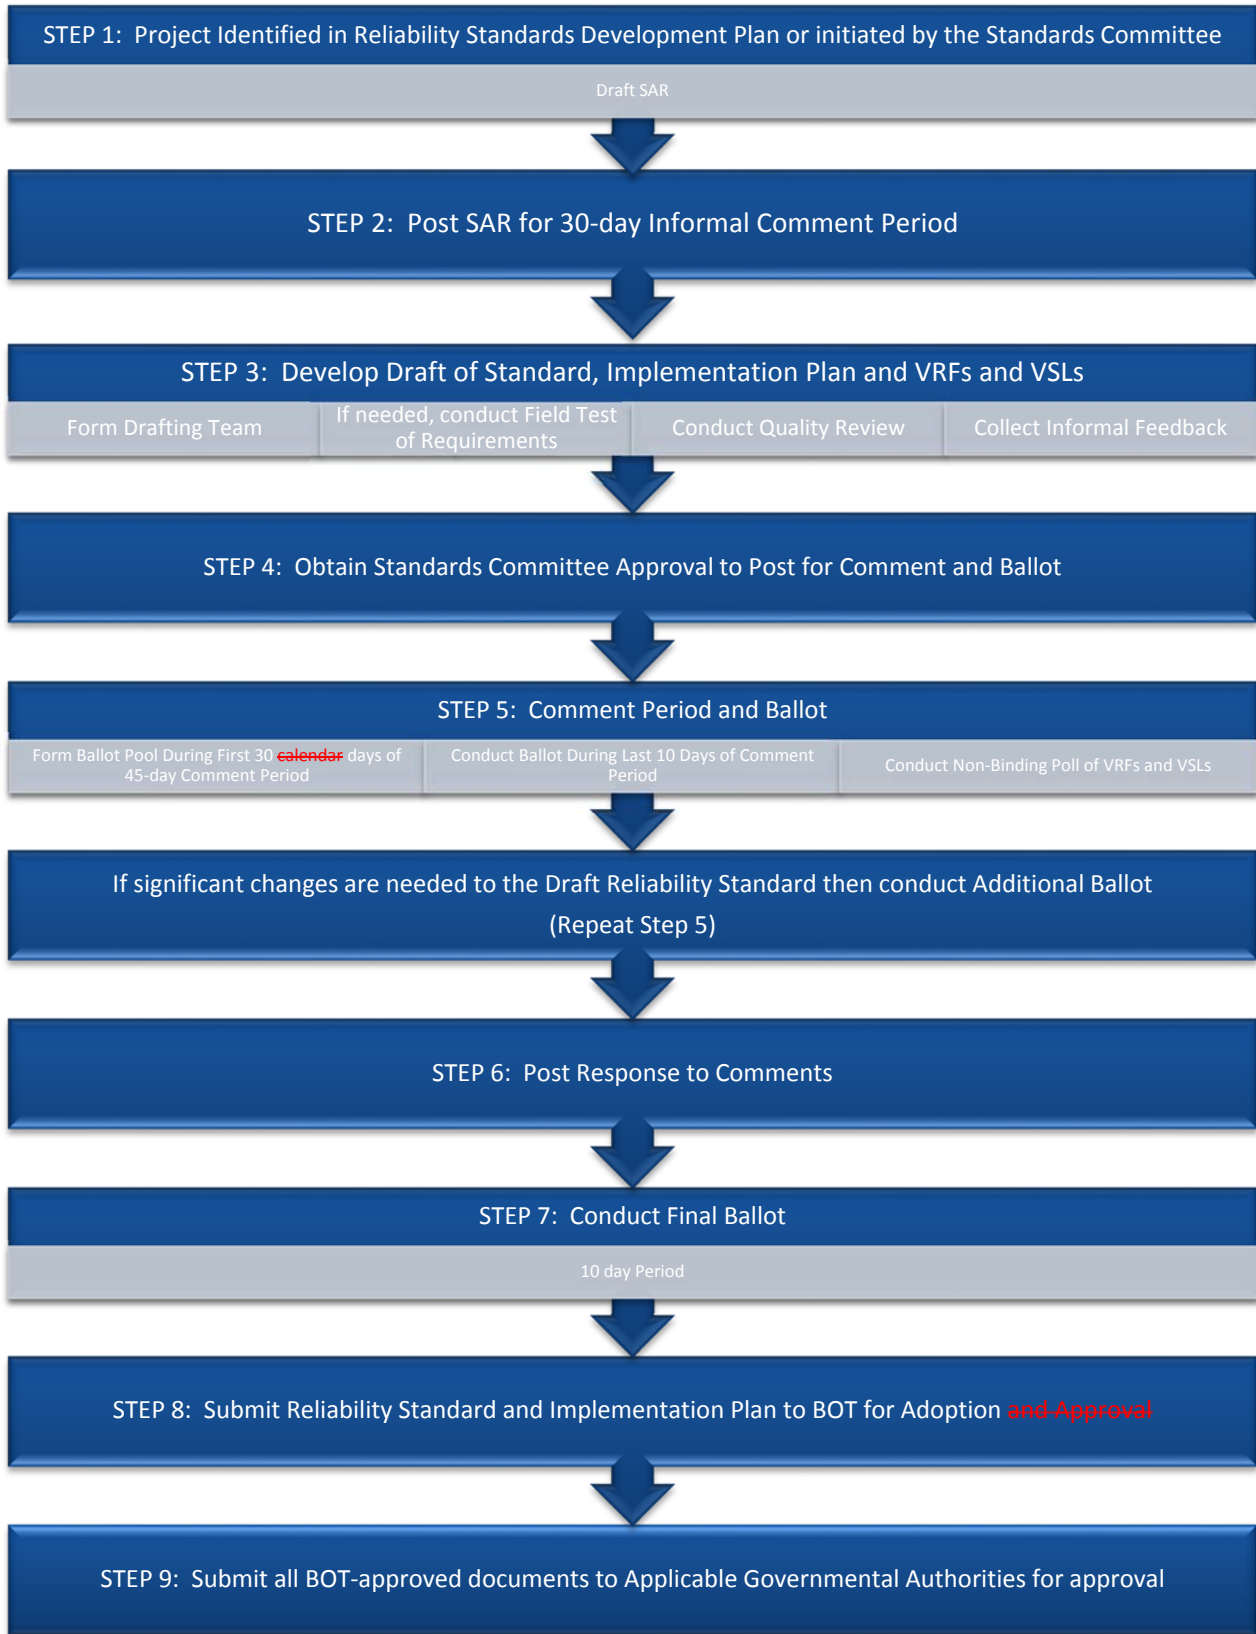 STEP 1: Project Identified in Reliability Standards Development Plan or initiated by the Standards Committee
Draft SAR
STEP 2: Post SAR for 30-day Informal Comment Period
STEP 3: Develop Draft of Standard, Implementation Plan and VRFs and VSLs
Form Drafting Team
If needed, conduct Field Test
of Requirements
Conduct Quality Review
Collect Informal Feedback
STEP 4: Obtain Standards Committee Approval to Post for Comment and Ballot
STEP 5: Comment Period and Ballot
Form Ballot Pool During First 30 calendar days of
45-day Comment Period
Conduct Ballot During Last 10 Days of Comment
Period
Conduct Non-Binding Poll of VRFs and VSLs
If significant changes are needed to the Draft Reliability Standard then conduct Additional Ballot
(Repeat Step 5)
STEP 6: Post Response to Comments
STEP 7: Conduct Final Ballot
10 day Period
STEP 8: Submit Reliability Standard and Implementation Plan to BOT for Adoption and Approval
STEP 9: Submit all BOT-approved documents to Applicable Governmental Authorities for approval